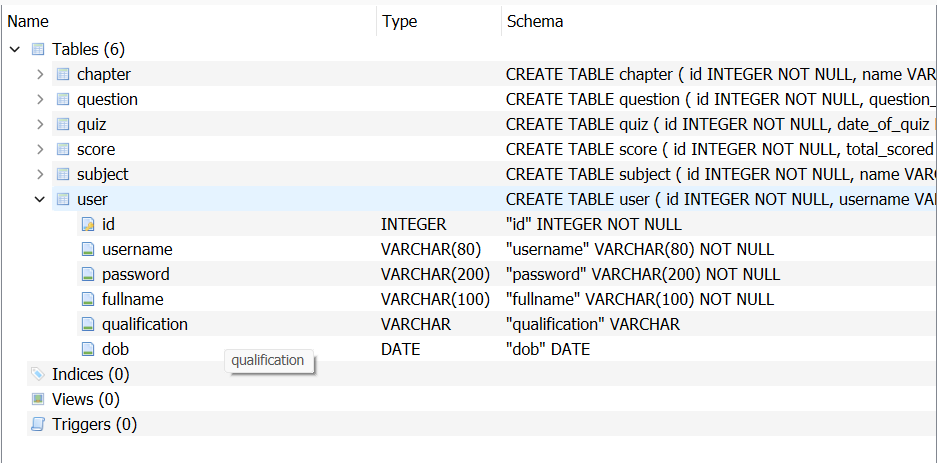 Name Type Schema
Tables (6)
chapter CREATE TABLE chapter ( id INTEGER NOT NULL, name VAR
question CREATE TABLE question ( id INTEGER NOT NULL, question_
quiz CREATE TABLE quiz ( id INTEGER NOT NULL, date_of_quiz
score CREATE TABLE score ( id INTEGER NOT NULL, total_scored
subject CREATE TABLE subject ( id INTEGER NOT NULL, name VARC
user CREATE TABLE user ( id INTEGER NOT NULL, username VA
id INTEGER "id" INTEGER NOT NULL
username VARCHAR(80) "username" VARCHAR(80) NOT NULL
password VARCHAR(200) "password" VARCHAR(200) NOT NULL
fullname VARCHAR(100) "fullname" VARCHAR(100) NOT NULL
qualification VARCHAR "qualification" VARCHAR
dob DATE "dob" DATE
qualification
Indices (0)
Views (0)
Triggers (0)